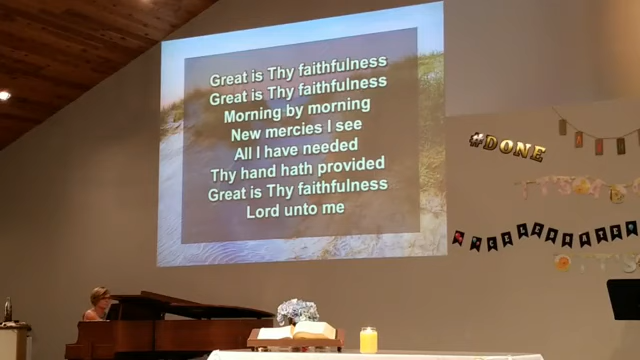 Great is Thy faithfulness
Great is Thy faithfulness
Morning by morning
New mercies I see
All I have needed
Thy hand hath provided
Great is Thy faithfulness
Lord unto me
#DONE
CELEBRATE